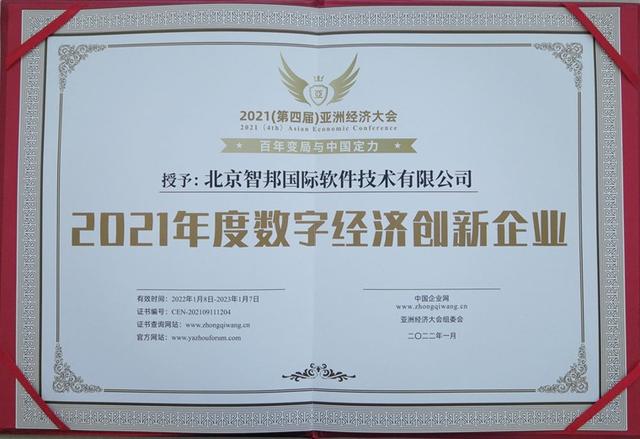 亚
2021(第四届)亚洲经济大会
2021 (4th) Asian Economic Conference
★ 百年变局与中国定力 ★
授予：北京智邦国际软件技术有限公司
2021年度数字经济创新企业
有效时间：2022年1月8日-2023年1月7日
证书编号：CEN-202109111204
证书查询网站：www.zhongqiwang.cn
官方网站：www.yazhouforum.com
中国企业网
www.zhongqiwang.cn
亚洲经济大会组委会
二〇二二年一月